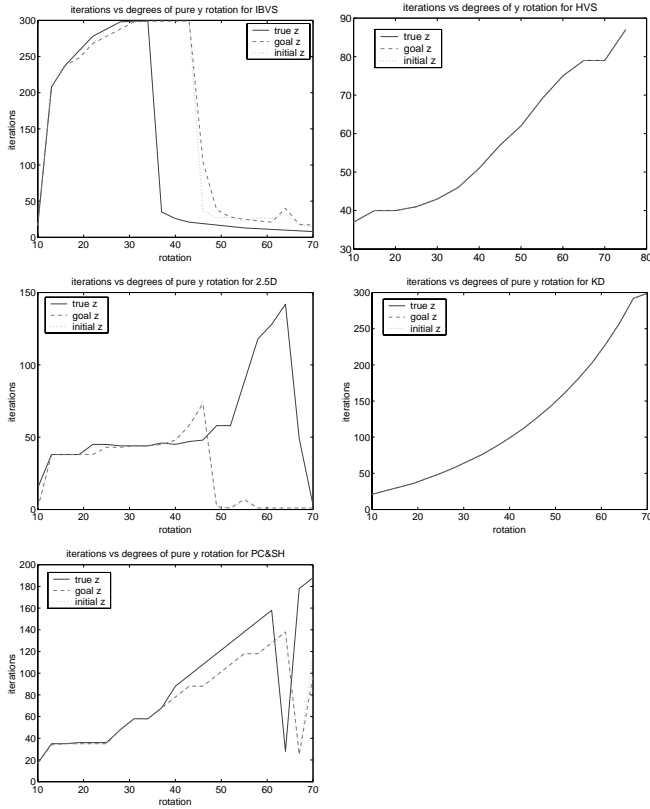 iterations vs degrees of pure y rotation for IBVS
300
250
200
150
100
50
0
iterations
true z
goal z
initial z
10 20 30 40 50 60 70
rotation
iterations vs degrees of y rotation for HVS
90
80
70
60
50
40
30
true z
goal z
initial z
10 20 30 40 50 60 70 80
iterations vs degrees of pure y rotation for 2.5D
150
100
50
0
iterations
true z
goal z
initial z
10 20 30 40 50 60 70
rotation
iterations vs degrees of pure y rotation for KD
300
250
200
150
100
50
0
iterations
true z
goal z
initial z
10 20 30 40 50 60 70
rotation
iterations vs degrees of pure y rotation for PC&SH
200
180
160
140
120
100
80
60
40
20
0
iterations
true z
goal z
initial z
10 20 30 40 50 60 70
rotation